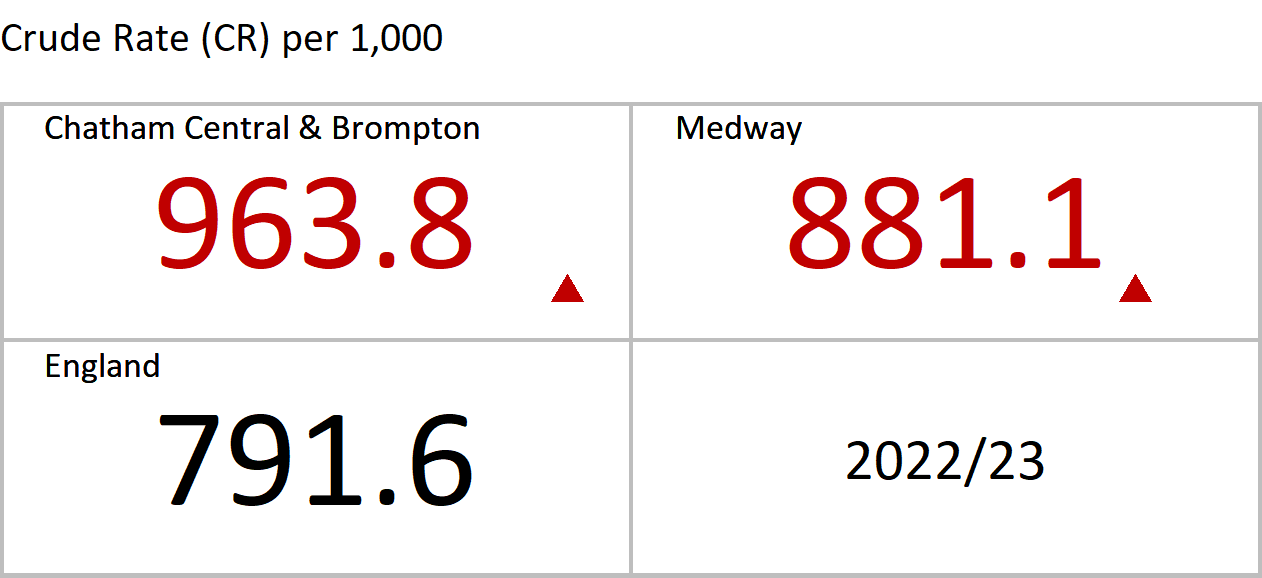 Crude Rate (CR) per 1,000
Chatham Central & Brompton
963.8
Medway
881.1
England
791.6
2022/23